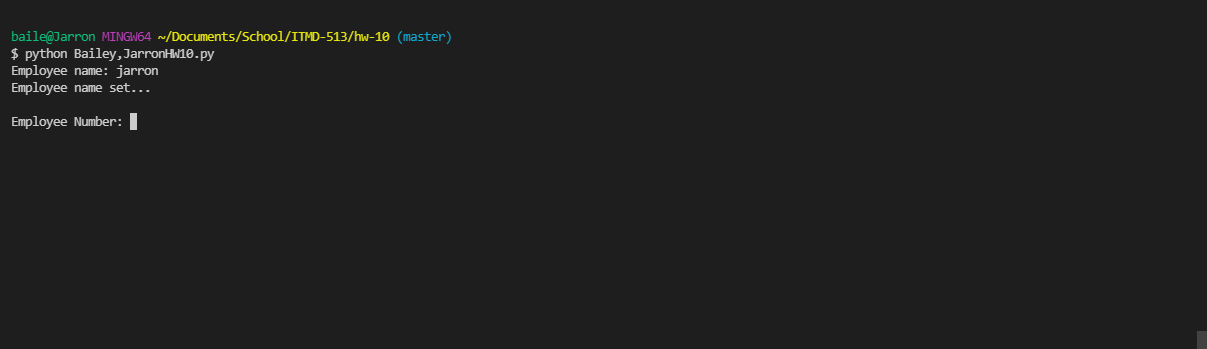 baile@Jarron MINGW64 ~/Documents/School/ITMD-513/hw-10 (master)
$ python Bailey,JarronHW10.py
Employee name: jarron
Employee name set...
Employee Number: